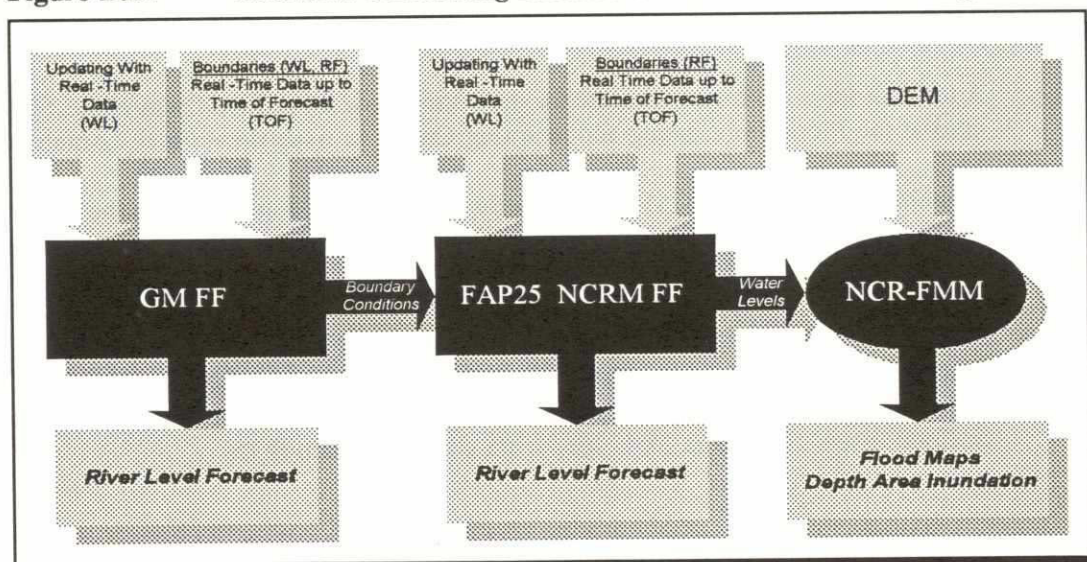 Updating With
Real -Time
Data
(WL)
Boundaries (WL, RF)
Real -Time Data up to
Time of Forecast
(TOF)
Updating With
Real -Time
Data
(WL)
Boundaries (RF)
Real Time Data up to
Time of Forecast
(TOF)
DEM
GM FF
Boundary
Conditions
FAP25 NCRM FF
Water
Levels
NCR-FMM
River Level Forecast
River Level Forecast
Flood Maps
Depth Area Inundation